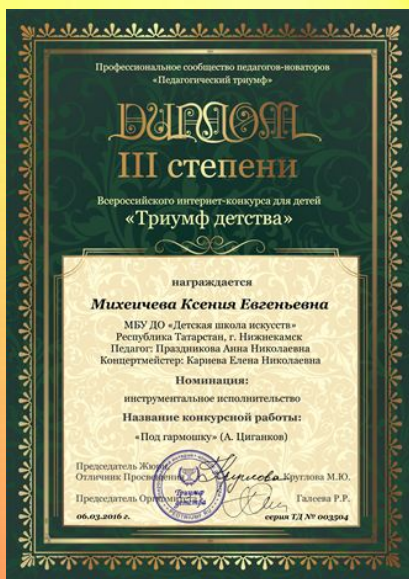 Профессиональное сообщество педагогов-новаторов
«Педагогический триумф»
ДИПЛОМ
III степени
Всероссийского интернет-конкурса для детей
«Триумф детства»
награждается
Михеичева Ксения Евгеньевна
МБУ ДО «Детская школа искусств»
Республика Татарстан, г. Нижнекамск
Педагог: Праздникова Анна Николаевна
Концертмейстер: Кариева Елена Николаевна
Номинация:
инструментальное исполнительство
Название конкурсной работы:
«Под гармошку» (А. Циганков)
Председатель Жюри
Отличник Просвещения Круглова М.Ю.
Председатель Оргкомитета Галеева Р.Р.
Триумф
детства
06.03.2016 г. серия ТД № 003504